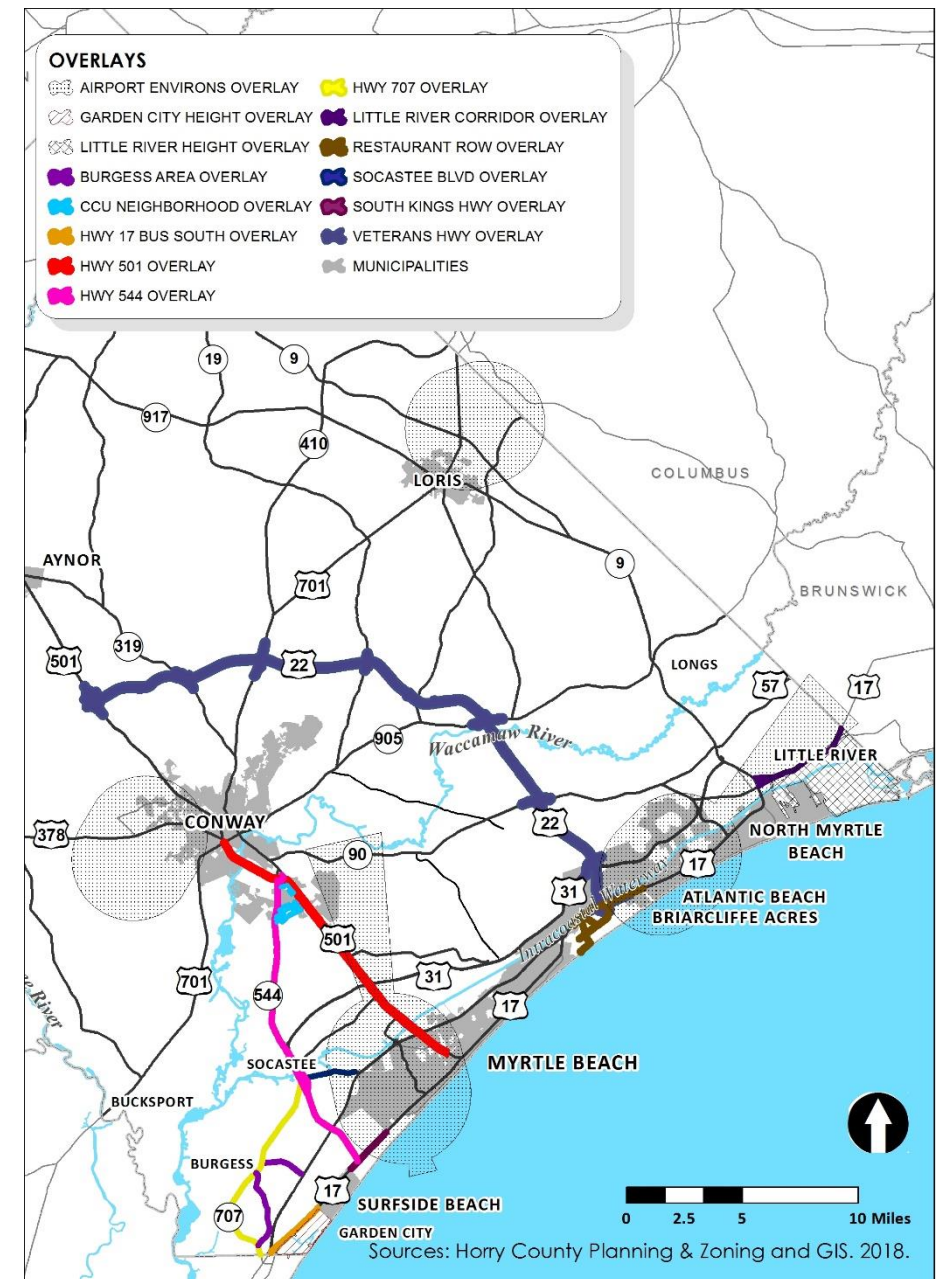 OVERLAYS
AIRPORT ENVIRONS OVERLAY
GARDEN CITY HEIGHT OVERLAY
LITTLE RIVER HEIGHT OVERLAY
BURGESS AREA OVERLAY
CCU NEIGHBORHOOD OVERLAY
HWY 17 BUS SOUTH OVERLAY
HWY 501 OVERLAY
HWY 544 OVERLAY
HWY 707 OVERLAY
LITTLE RIVER CORRIDOR OVERLAY
RESTAURANT ROW OVERLAY
SOCASTEE BLVD OVERLAY
SOUTH KINGS HWY OVERLAY
VETERANS HWY OVERLAY
MUNICIPALITIES
19
9
917
410
LORIS
COLUMBUS
AYNOR
701
9
BRUNSWICK
319
501
22
LONGS
57
17
905
Waccamaw River
LITTLE RIVER
CONWAY
378
90
22
NORTH MYRTLE
BEACH
17
31
ATLANTIC BEACH
BRIARCLIFFE ACRES
Intracoastal Waterway
501
701
31
544
17
River
SOCASTEE
MYRTLE BEACH
BUCKSPORT
BURGESS
17
SURFSIDE BEACH
707
GARDEN CITY
0 2.5 5 10 Miles
Sources: Horry County Planning & Zoning and GIS. 2018.